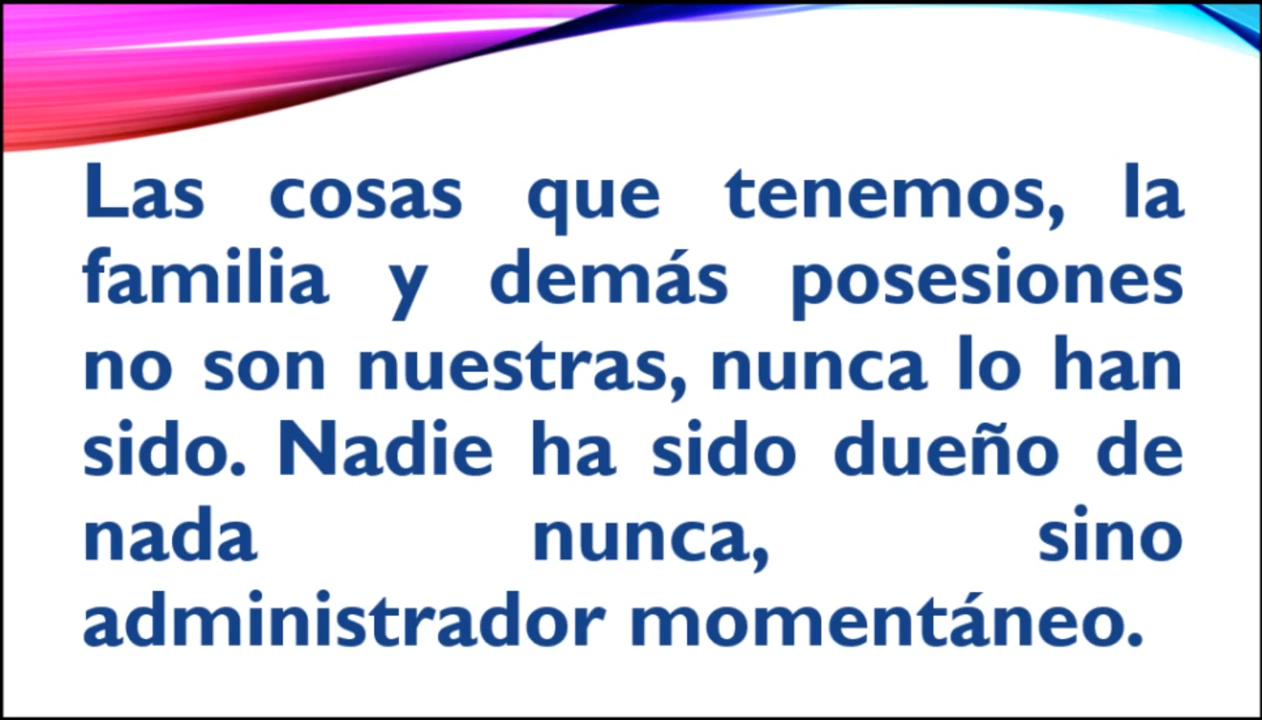 Las cosas que tenemos, la
familia y demás posesiones
no son nuestras, nunca lo han
sido. Nadie ha sido dueño de
nada nunca, sino
administrador momentáneo.